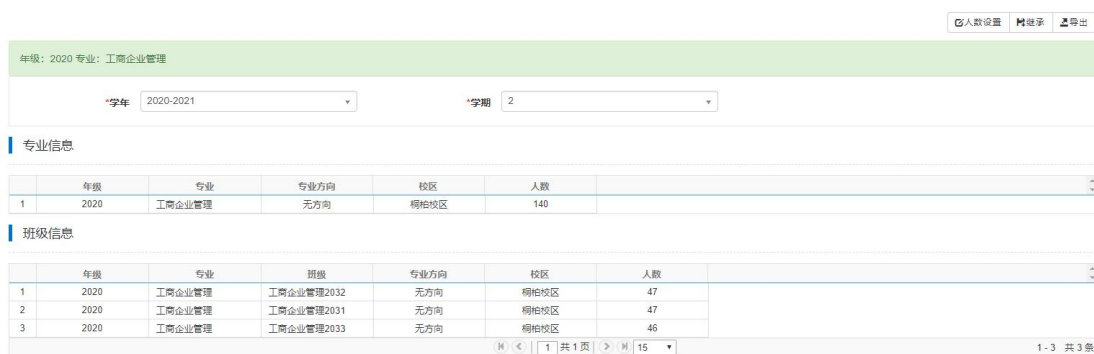 人数设置 继承 导出
年级：2020 专业：工商企业管理
*学年 2020-2021 *学期 2
专业信息
年级 专业 专业方向 校区 人数
1 2020 工商企业管理 无方向 桐柏校区 140
班级信息
年级 专业 班级 专业方向 校区 人数
1 2020 工商企业管理 工商企业管理2032 无方向 桐柏校区 47
2 2020 工商企业管理 工商企业管理2031 无方向 桐柏校区 47
3 2020 工商企业管理 工商企业管理2033 无方向 桐柏校区 46
1 共 1 页 15 1 - 3 共 3 条